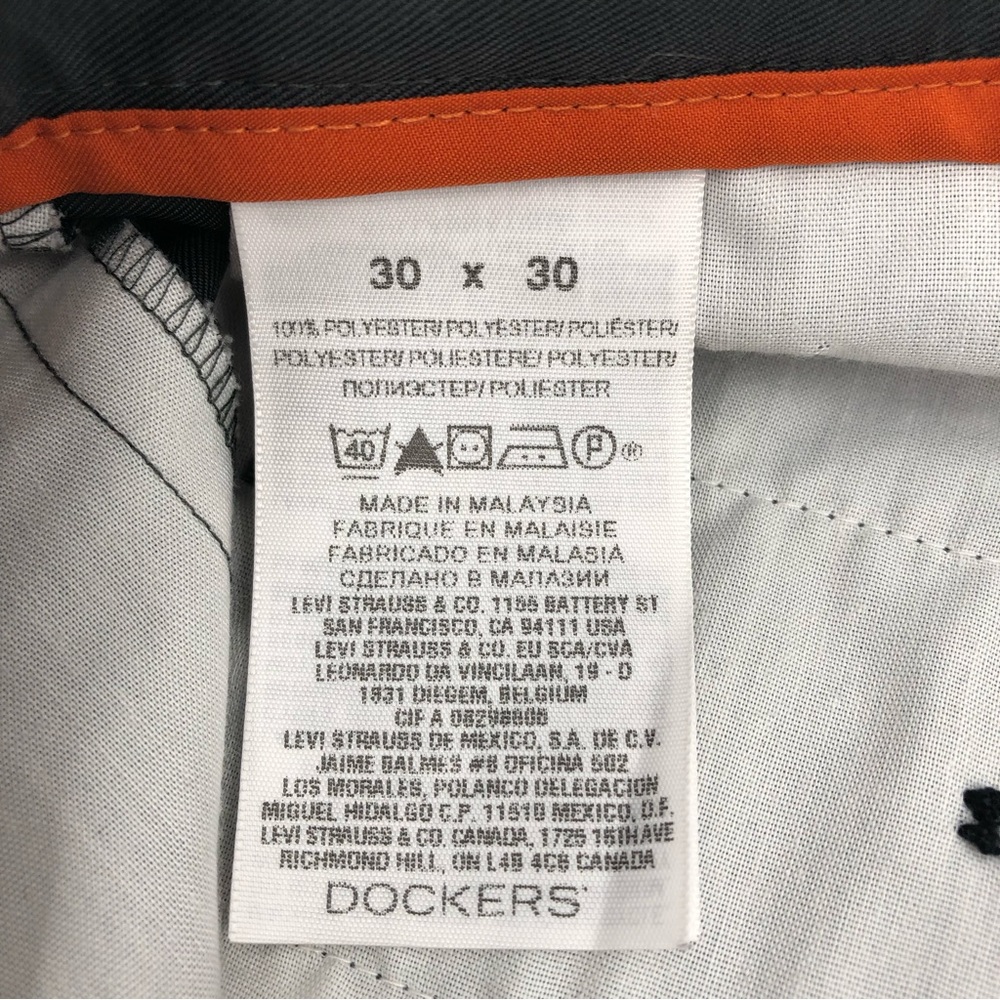 30 x 30
100% POLYESTER/ POLYESTER/ POLIÉSTER/
POLYESTER/ POLIESTERE/ POLYESTER/
ПОЛИЭСТЕР/ POLIESTER
40 P ®
MADE IN MALAYSIA
FABRIQUE EN MALAISIE
FABRICADO EN MALASIA
СДЕЛАНО В МАЛАЗИИ
LEVI STRAUSS & CO. 1155 BATTERY ST
SAN FRANCISCO, CA 94111 USA
LEVI STRAUSS & CO. EU SCA/CVA
LEONARDO DA VINCILAAN, 19 - D
1831 DIEGEM, BELGIUM
CIF A
LEVI STRAUSS DE MEXICO, S.A. DE C.V.
JAIME BALMES #8 OFICINA 502
LOS MORALES, POLANCO DELEGACION
MIGUEL HIDALGO C.P. 11510 MEXICO, D.F.
LEVI STRAUSS & CO. CANADA, 1725 16TH AVE
RICHMOND HILL, ON L4B 4C6 CANADA
DOCKERS